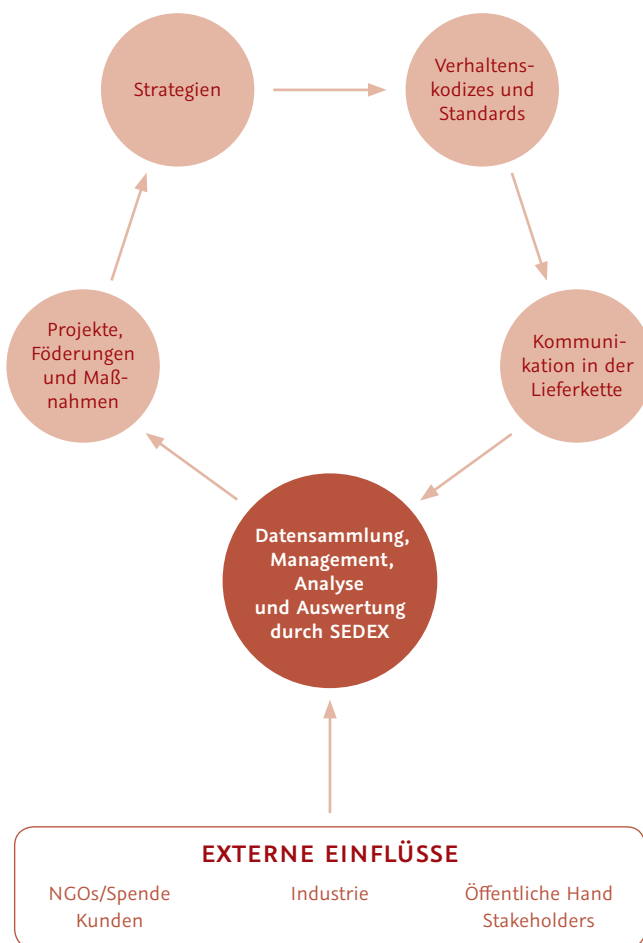 Strategien
Verhaltens-
kodizes und
Standards
Projekte,
Föderungen
und Maß-
nahmen
Kommuni-
kation in der
Lieferkette
Datensammlung,
Management,
Analyse
und Auswertung
durch SEDEX
EXTERNE EINFLÜSSE
NGOs/Spende
Kunden
Industrie
Öffentliche Hand
Stakeholders